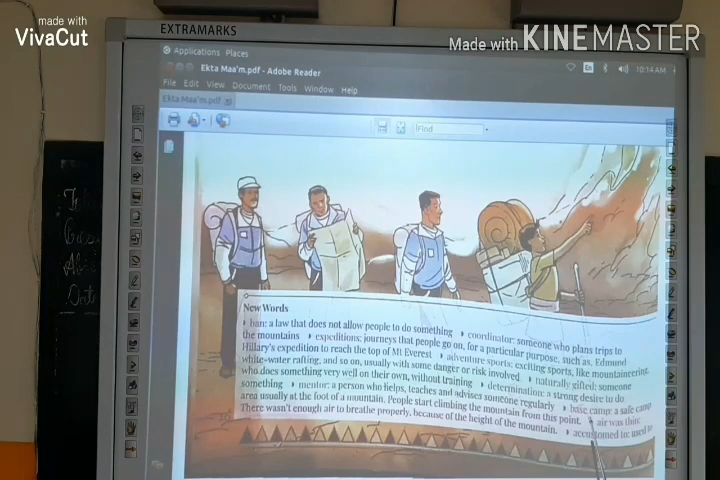 made with
VivaCut
Made with KINEMASTER
EXTRAMARKS
Applications Places
Ekta Maa'm.pdf - Adobe Reader
En
10:14 AM
File Edit View Document Tools Window Help
Ekta Maa'm.pdf
Find
New Words
ban: a law that does not allow people to do something coordinator: someone who plans trips to
the mountains expeditions: journeys that people go on, for a particular purpose, such as, Edmund
Hillary's expedition to reach the top of Mt Everest adventure sports: exciting sports, like mountaineering,
white-water rafting, and so on, usually with some danger or risk involved naturally gifted: someone
who does something very well on their own, without training determination: a strong desire to do
something mentor: a person who helps, teaches and advises someone regularly base camp: a safe camp
area usually at the foot of a mountain. People start climbing the mountain from this point. air was thin:
There wasn't enough air to breathe properly, because of the height of the mountain. accustomed to: used to